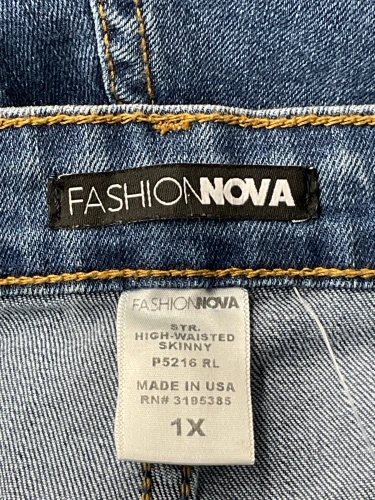 FASHIONNOVA
FASHIONNOVA
STR.
HIGH-WAISTED
SKINNY
P5216 RL
MADE IN USA
RN# 3195385
1X